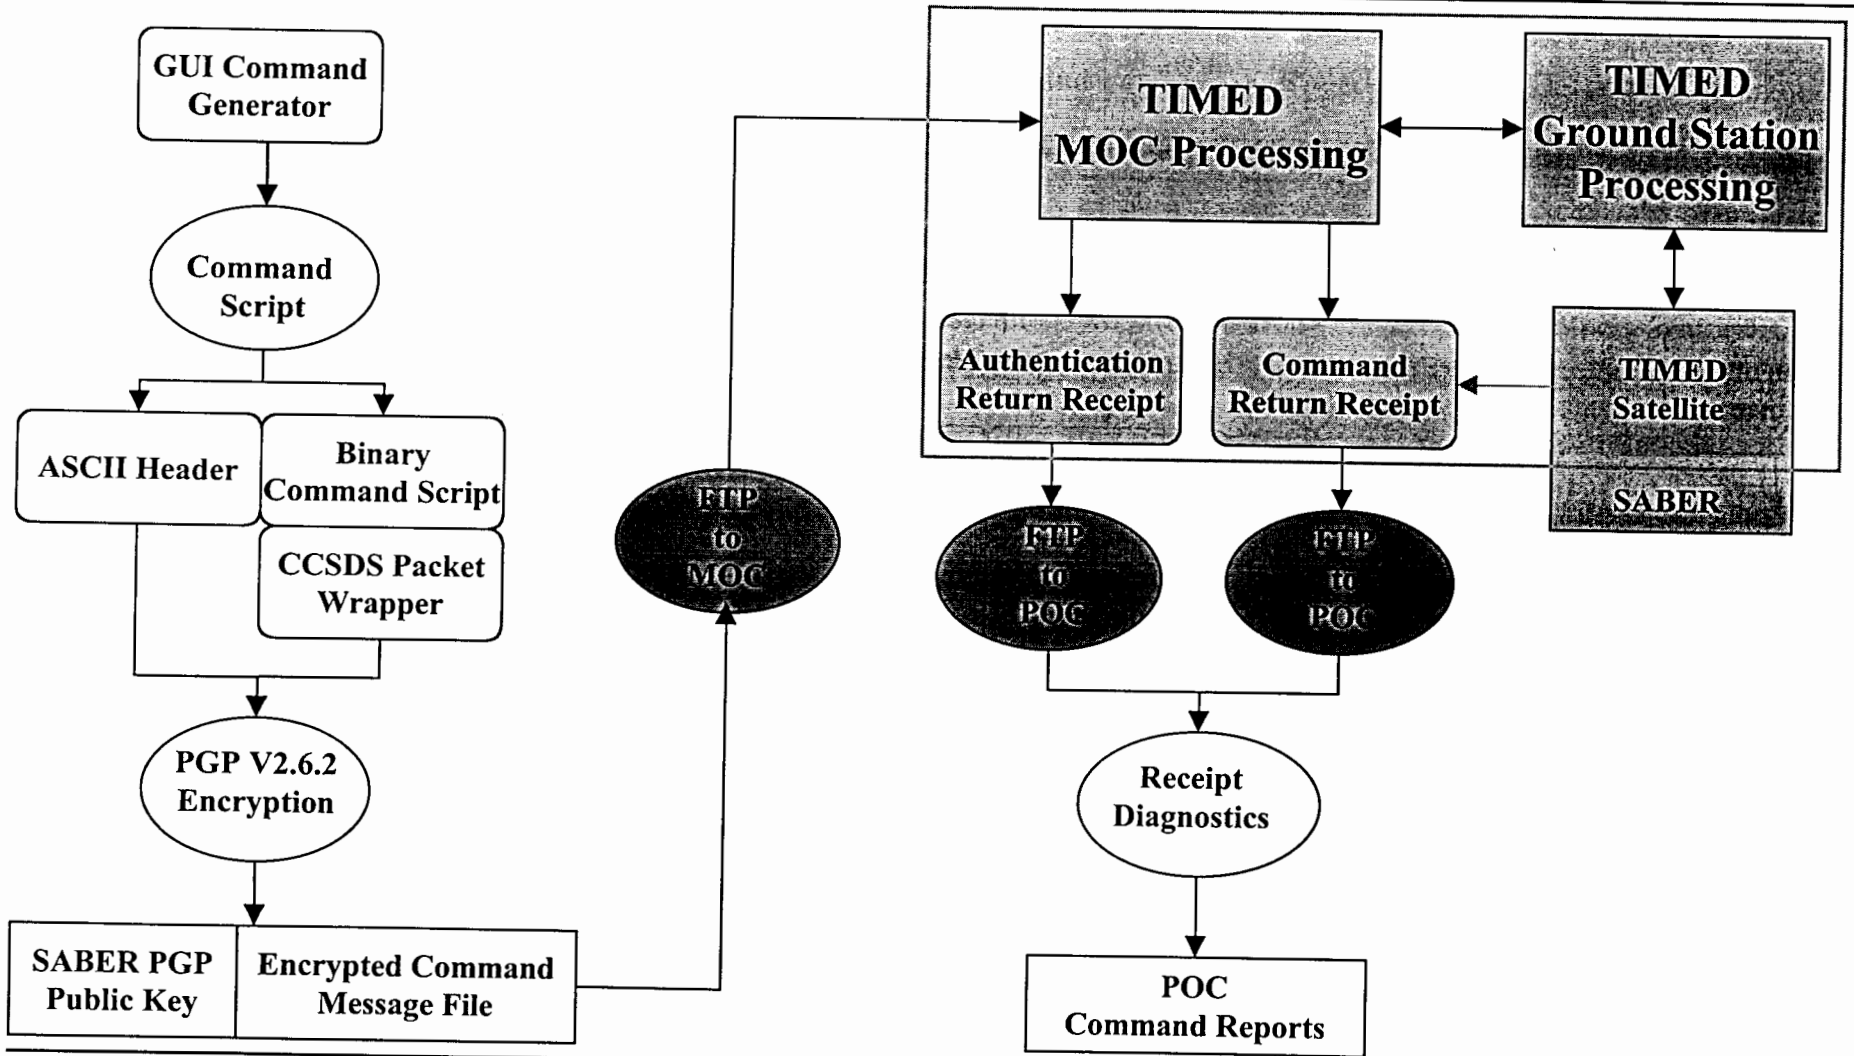 GUI Command
Generator
Command
Script
ASCII Header
Binary
Command Script
CCSDS Packet
Wrapper
PGP V2.6.2
Encryption
SABER PGP
Public Key
Encrypted Command
Message File
FTP
to
MOC
TIMED
MOC Processing
TIMED
Ground Station
Processing
Authentication
Return Receipt
Command
Return Receipt
TIMED
Satellite
SABER
FTP
to
POC
FTP
to
POC
Receipt
Diagnostics
POC
Command Reports